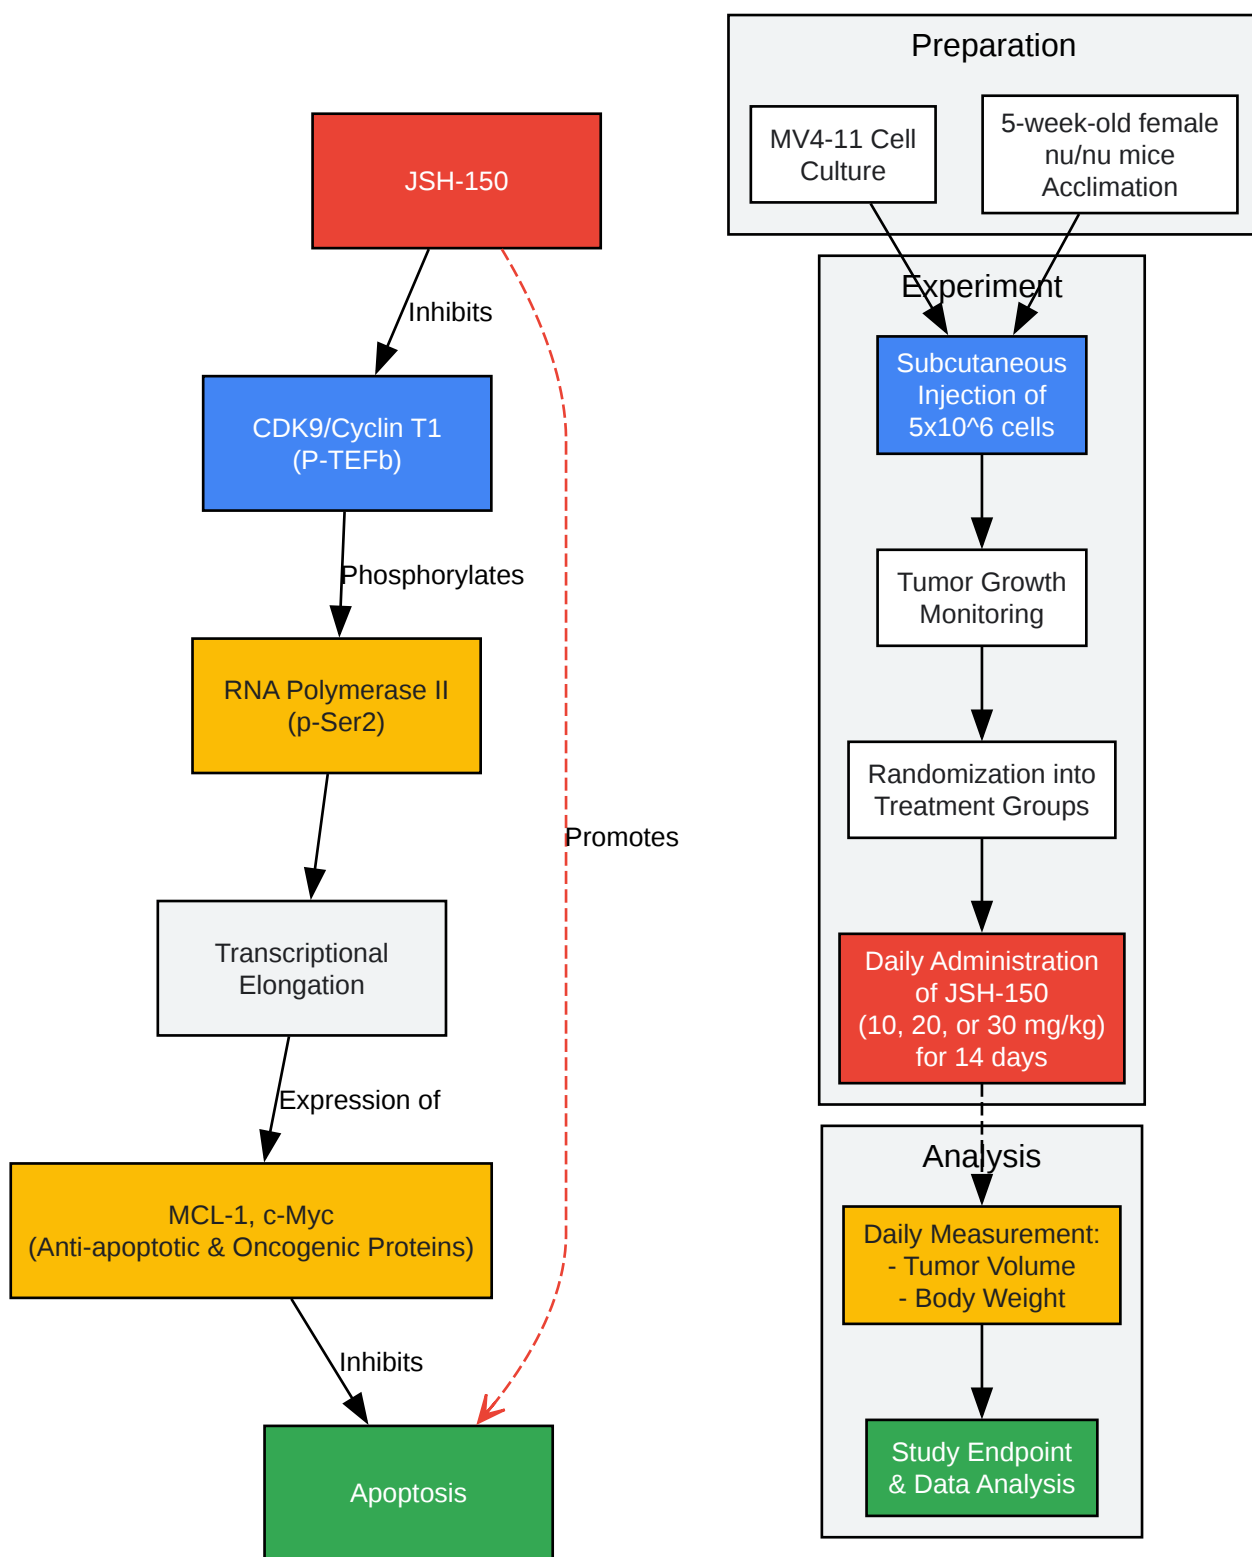 JSH-150
Inhibits
CDK9/Cyclin T1
(P-TEFb)
Phosphorylates
RNA Polymerase II
(p-Ser2)
Promotes
Transcriptional
Elongation
Expression of
MCL-1, c-Myc
(Anti-apoptotic & Oncogenic Proteins)
Inhibits
Apoptosis
Preparation
MV4-11 Cell
Culture
5-week-old female
nu/nu mice
Acclimation
Experiment
Subcutaneous
Injection of
5x10^6 cells
Tumor Growth
Monitoring
Randomization into
Treatment Groups
Daily Administration
of JSH-150
(10, 20, or 30 mg/kg)
for 14 days
Analysis
Daily Measurement:
- Tumor Volume
- Body Weight
Study Endpoint
& Data Analysis